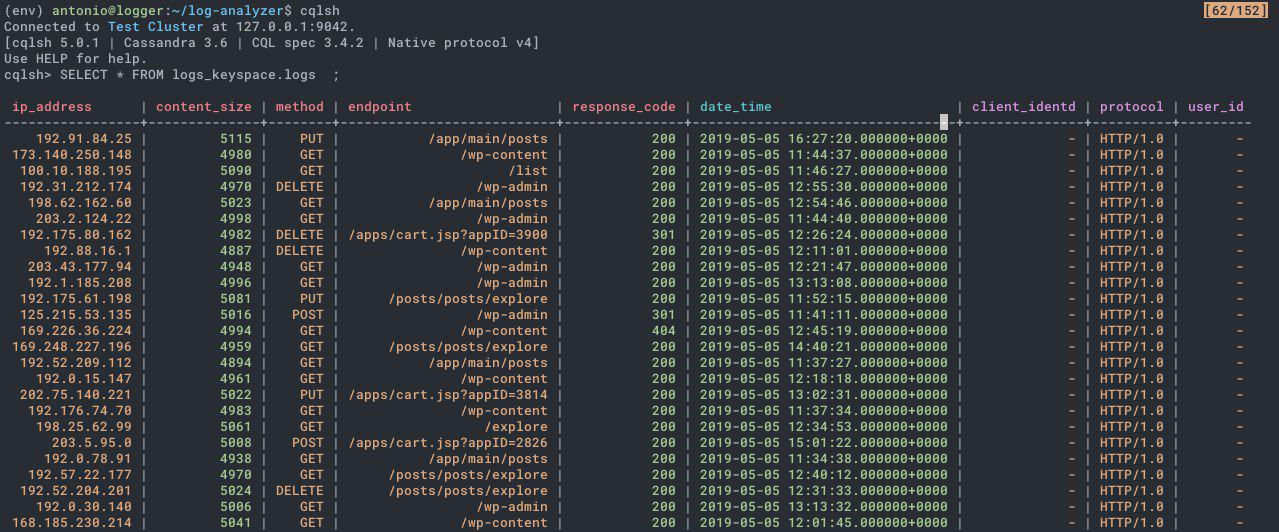 (env) antonio@logger:~/log-analyzer$ cqlsh [62/152]
Connected to Test Cluster at 127.0.0.1:9042.
[cqlsh 5.0.1 | Cassandra 3.6 | CQL spec 3.4.2 | Native protocol v4]
Use HELP for help.
cqlsh> SELECT * FROM logs_keyspace.logs  ;
ip_address | content_size | method | endpoint | response_code | date_time | client_identd | protocol | user_id
192.91.84.25 | 5115 | PUT | /app/main/posts | 200 | 2019-05-05 16:27:20.000000+0000 | - | HTTP/1.0 | -
173.140.250.148 | 4980 | GET | /wp-content | 200 | 2019-05-05 11:44:37.000000+0000 | - | HTTP/1.0 | -
100.10.188.195 | 5090 | GET | /list | 200 | 2019-05-05 11:46:27.000000+0000 | - | HTTP/1.0 | -
192.31.212.174 | 4970 | DELETE | /wp-admin | 200 | 2019-05-05 12:55:30.000000+0000 | - | HTTP/1.0 | -
198.62.162.60 | 5023 | GET | /app/main/posts | 200 | 2019-05-05 12:54:46.000000+0000 | - | HTTP/1.0 | -
203.2.124.22 | 4998 | GET | /wp-admin | 200 | 2019-05-05 11:44:40.000000+0000 | - | HTTP/1.0 | -
192.175.80.162 | 4982 | DELETE | /apps/cart.jsp?appID=3900 | 301 | 2019-05-05 12:26:24.000000+0000 | - | HTTP/1.0 | -
192.88.16.1 | 4887 | DELETE | /wp-content | 200 | 2019-05-05 12:11:01.000000+0000 | - | HTTP/1.0 | -
203.43.177.94 | 4948 | GET | /wp-admin | 200 | 2019-05-05 12:21:47.000000+0000 | - | HTTP/1.0 | -
192.1.185.208 | 4996 | GET | /wp-admin | 200 | 2019-05-05 13:13:08.000000+0000 | - | HTTP/1.0 | -
192.175.61.198 | 5081 | PUT | /posts/posts/explore | 200 | 2019-05-05 11:52:15.000000+0000 | - | HTTP/1.0 | -
125.215.53.135 | 5016 | POST | /wp-admin | 301 | 2019-05-05 11:41:11.000000+0000 | - | HTTP/1.0 | -
169.226.36.224 | 4994 | GET | /wp-content | 404 | 2019-05-05 12:45:19.000000+0000 | - | HTTP/1.0 | -
169.248.227.196 | 4959 | GET | /posts/posts/explore | 200 | 2019-05-05 14:40:21.000000+0000 | - | HTTP/1.0 | -
192.52.209.112 | 4894 | GET | /app/main/posts | 200 | 2019-05-05 11:37:27.000000+0000 | - | HTTP/1.0 | -
192.0.15.147 | 4961 | GET | /wp-content | 200 | 2019-05-05 12:18:18.000000+0000 | - | HTTP/1.0 | -
202.75.140.221 | 5022 | PUT | /apps/cart.jsp?appID=3814 | 200 | 2019-05-05 13:02:31.000000+0000 | - | HTTP/1.0 | -
192.176.74.70 | 4983 | GET | /wp-content | 200 | 2019-05-05 11:37:34.000000+0000 | - | HTTP/1.0 | -
198.25.62.99 | 5061 | GET | /explore | 200 | 2019-05-05 12:34:53.000000+0000 | - | HTTP/1.0 | -
203.5.95.0 | 5008 | POST | /apps/cart.jsp?appID=2826 | 200 | 2019-05-05 15:01:22.000000+0000 | - | HTTP/1.0 | -
192.0.78.91 | 4938 | GET | /app/main/posts | 200 | 2019-05-05 11:34:38.000000+0000 | - | HTTP/1.0 | -
192.57.22.177 | 4970 | GET | /posts/posts/explore | 200 | 2019-05-05 12:40:12.000000+0000 | - | HTTP/1.0 | -
192.52.204.201 | 5024 | DELETE | /posts/posts/explore | 200 | 2019-05-05 12:31:33.000000+0000 | - | HTTP/1.0 | -
192.0.30.140 | 5006 | GET | /wp-admin | 200 | 2019-05-05 13:13:32.000000+0000 | - | HTTP/1.0 | -
168.185.230.214 | 5041 | GET | /wp-content | 200 | 2019-05-05 12:01:45.000000+0000 | - | HTTP/1.0 | -